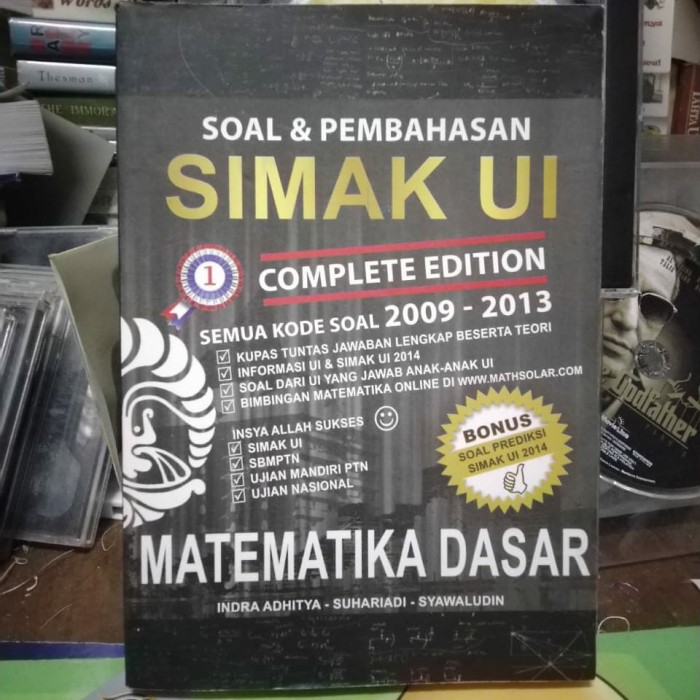 SOAL & PEMBAHASAN
SIMAK UI
1
COMPLETE EDITION
SEMUA KODE SOAL 2009 - 2013
KUPAS TUNTAS JAWABAN LENGKAP BESERTA TEORI
INFORMASI UI & SIMAK UI 2014
SOAL DARI UI YANG JAWAB ANAK-ANAK UI
BIMBINGAN MATEMATIKA ONLINE DI WWW.MATHSOLAR.COM
INSYA ALLAH SUKSES
SIMAK UI
SBMPTN
UJIAN MANDIRI PTN
UJIAN NASIONAL
BONUS
SOAL PREDIKSI
SIMAK UI 2014
MATEMATIKA DASAR
INDRA ADHITYA - SUHARIADI - SYAWALUDIN
Thesman
THE IMMOR